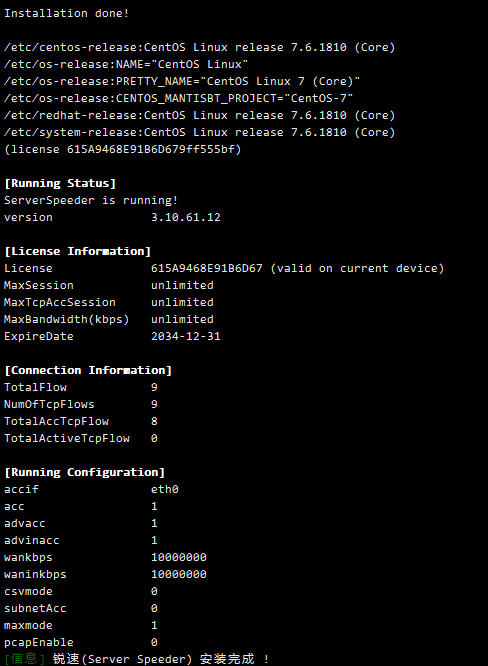 Installation done!
/etc/centos-release:CentOS Linux release 7.6.1810 (Core)
/etc/os-release:NAME="CentOS Linux"
/etc/os-release:PRETTY_NAME="CentOS Linux 7 (Core)"
/etc/os-release:CENTOS_MANTISBT_PROJECT="CentOS-7"
/etc/redhat-release:CentOS Linux release 7.6.1810 (Core)
/etc/system-release:CentOS Linux release 7.6.1810 (Core)
(license 615A9468E91B6D679ff555bf)
[Running Status]
ServerSpeeder is running!
version 3.10.61.12
[License Information]
License 615A9468E91B6D67 (valid on current device)
MaxSession unlimited
MaxTcpAccSession unlimited
MaxBandwidth(kbps) unlimited
ExpireDate 2034-12-31
[Connection Information]
TotalFlow 9
NumOfTcpFlows 9
TotalAccTcpFlow 8
TotalActiveTcpFlow 0
[Running Configuration]
accif eth0
acc 1
advacc 1
advinacc 1
wankbps 10000000
waninkbps 10000000
csvmode 0
subnetAcc 0
maxmode 1
pcapEnable 0
[信息] 锐速(Server Speeder) 安装完成 !